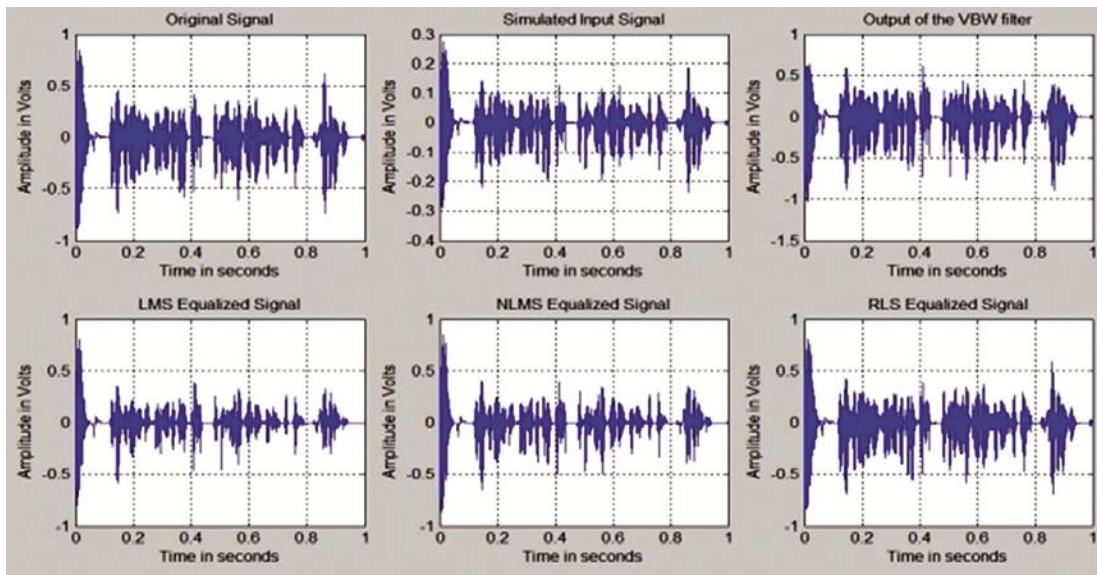 Original Signal
Amplitude in Volts
1
0.5
0
-0.5
-1
0 0.2 0.4 0.6 0.8 1
Time in seconds
Simulated Input Signal
Amplitude in Volts
0.3
0.2
0.1
0
-0.1
-0.2
-0.3
-0.4
0 0.2 0.4 0.6 0.8 1
Time in seconds
Output of the VBW filter
Amplitude in Volts
1
0.5
0
-0.5
-1
-1.5
0 0.2 0.4 0.6 0.8 1
Time in seconds
LMS Equalized Signal
Amplitude in Volts
1
0.5
0
-0.5
-1
0 0.2 0.4 0.6 0.8 1
Time in seconds
NLMS Equalized Signal
Amplitude in Volts
1
0.5
0
-0.5
-1
0 0.2 0.4 0.6 0.8 1
Time in seconds
RLS Equalized Signal
Amplitude in Volts
1
0.5
0
-0.5
-1
0 0.2 0.4 0.6 0.8 1
Time in seconds